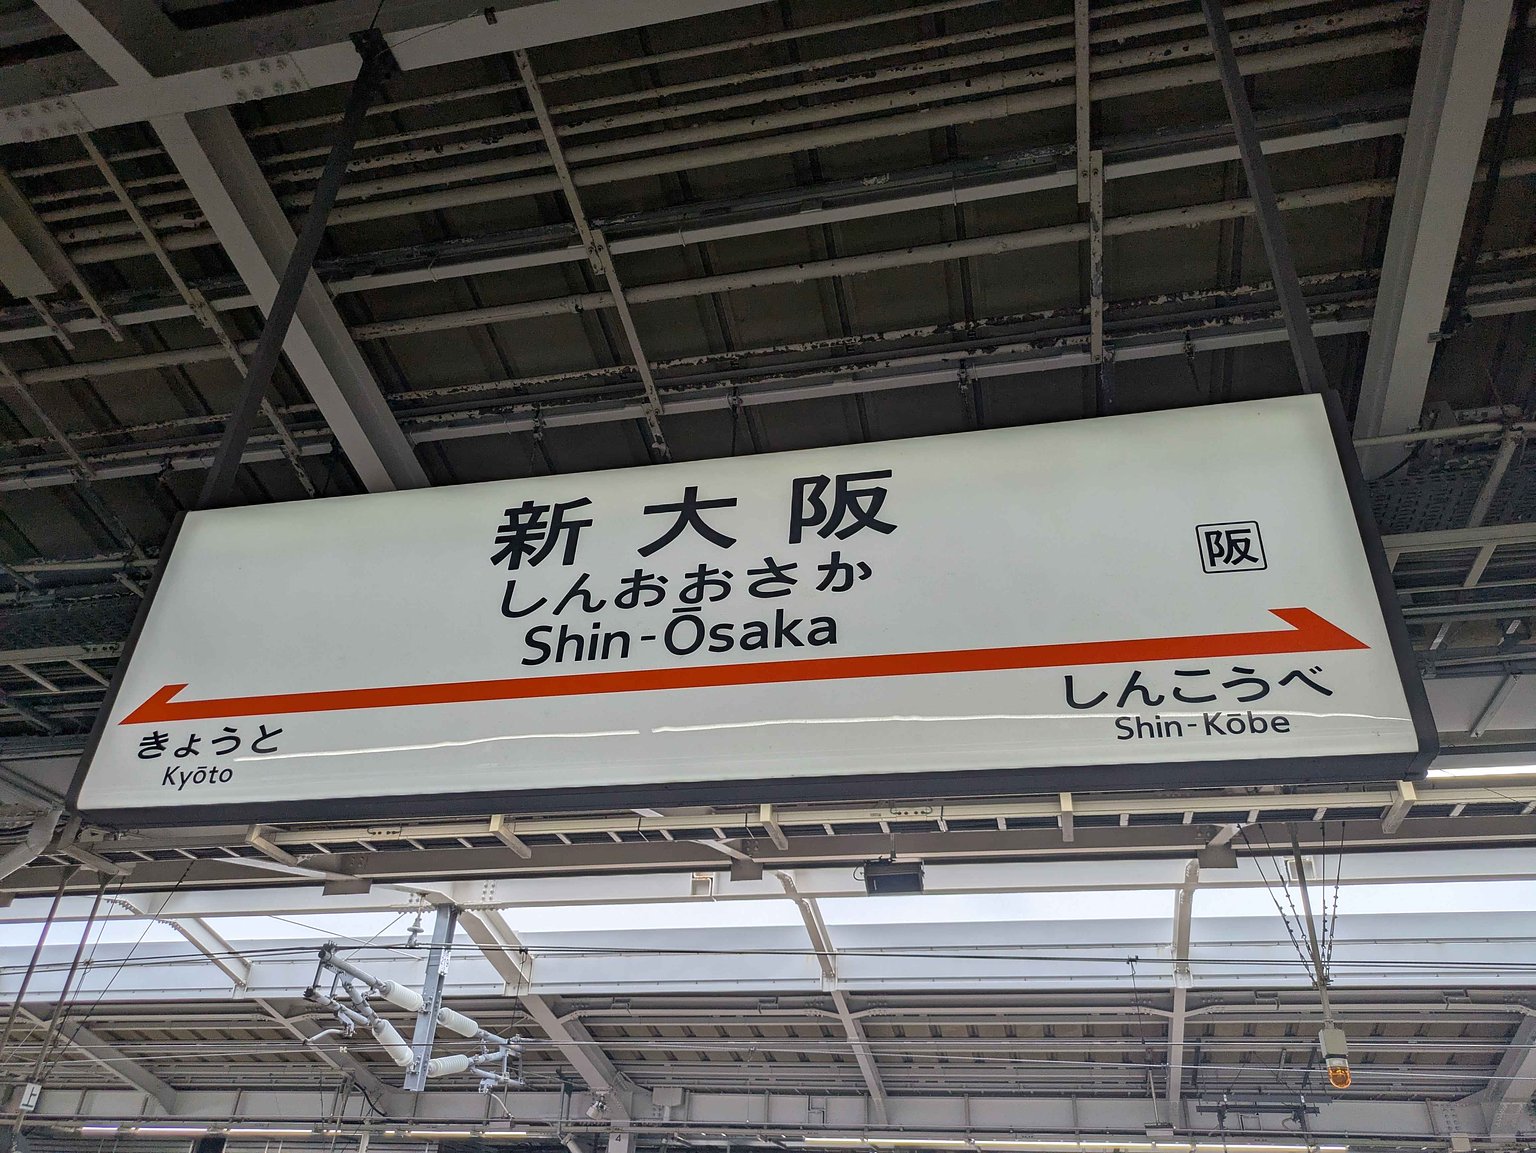 新大阪
しんおおさか
Shin-Ōsaka
阪
きょうと
Kyōto
しんこうべ
Shin-Kōbe
4